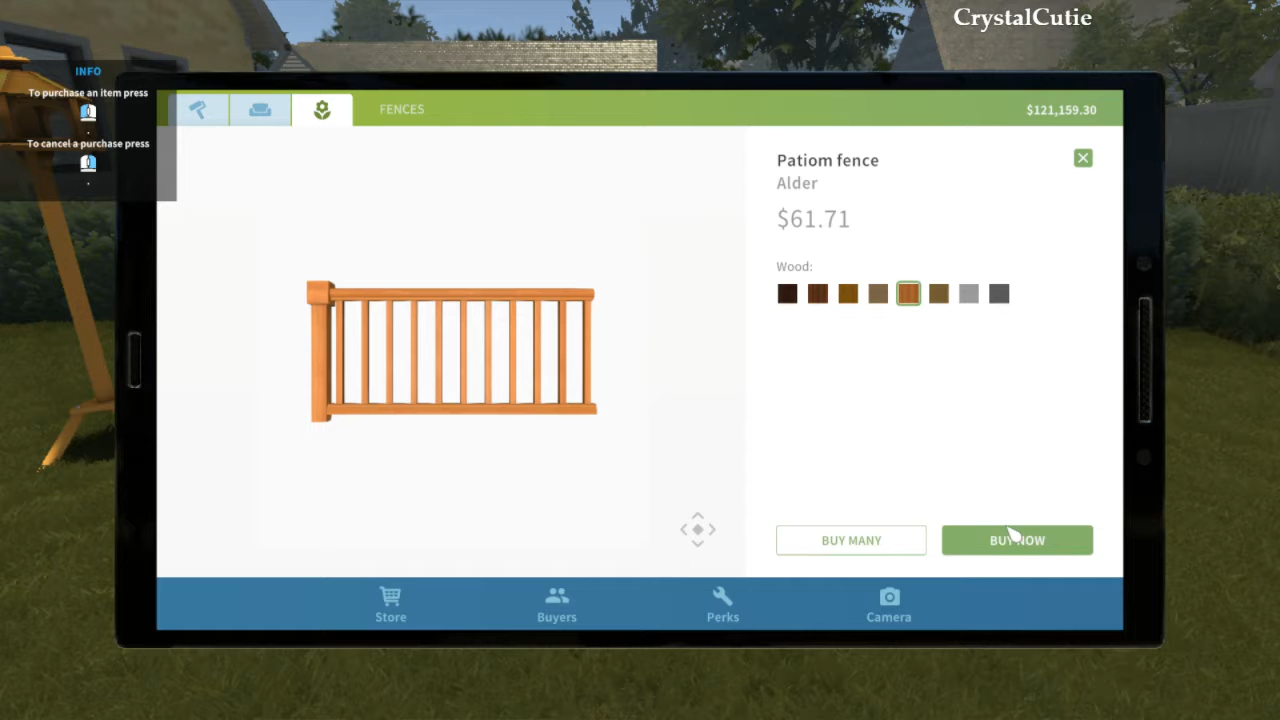 CrystalCutie
INFO
To purchase an item press
.
To cancel a purchase press
.
FENCES
$121,159.30
Patiom fence
Alder
$61.71
Wood:
BUY MANY
BUY NOW
Store
Buyers
Perks
Camera